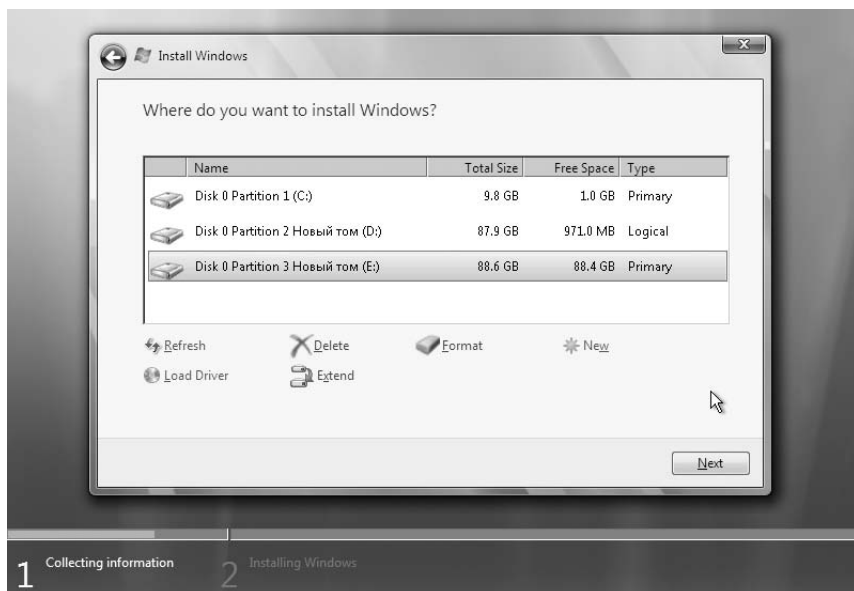 Install Windows
Where do you want to install Windows?
Name Total Size Free Space Type
Disk 0 Partition 1 (C:) 9.8 GB 1.0 GB Primary
Disk 0 Partition 2 Новый том (D:) 87.9 GB 971.0 MB Logical
Disk 0 Partition 3 Новый том (E:) 88.6 GB 88.4 GB Primary
Refresh Delete Format New
Load Driver Extend
Next
1 Collecting information 2 Installing Windows